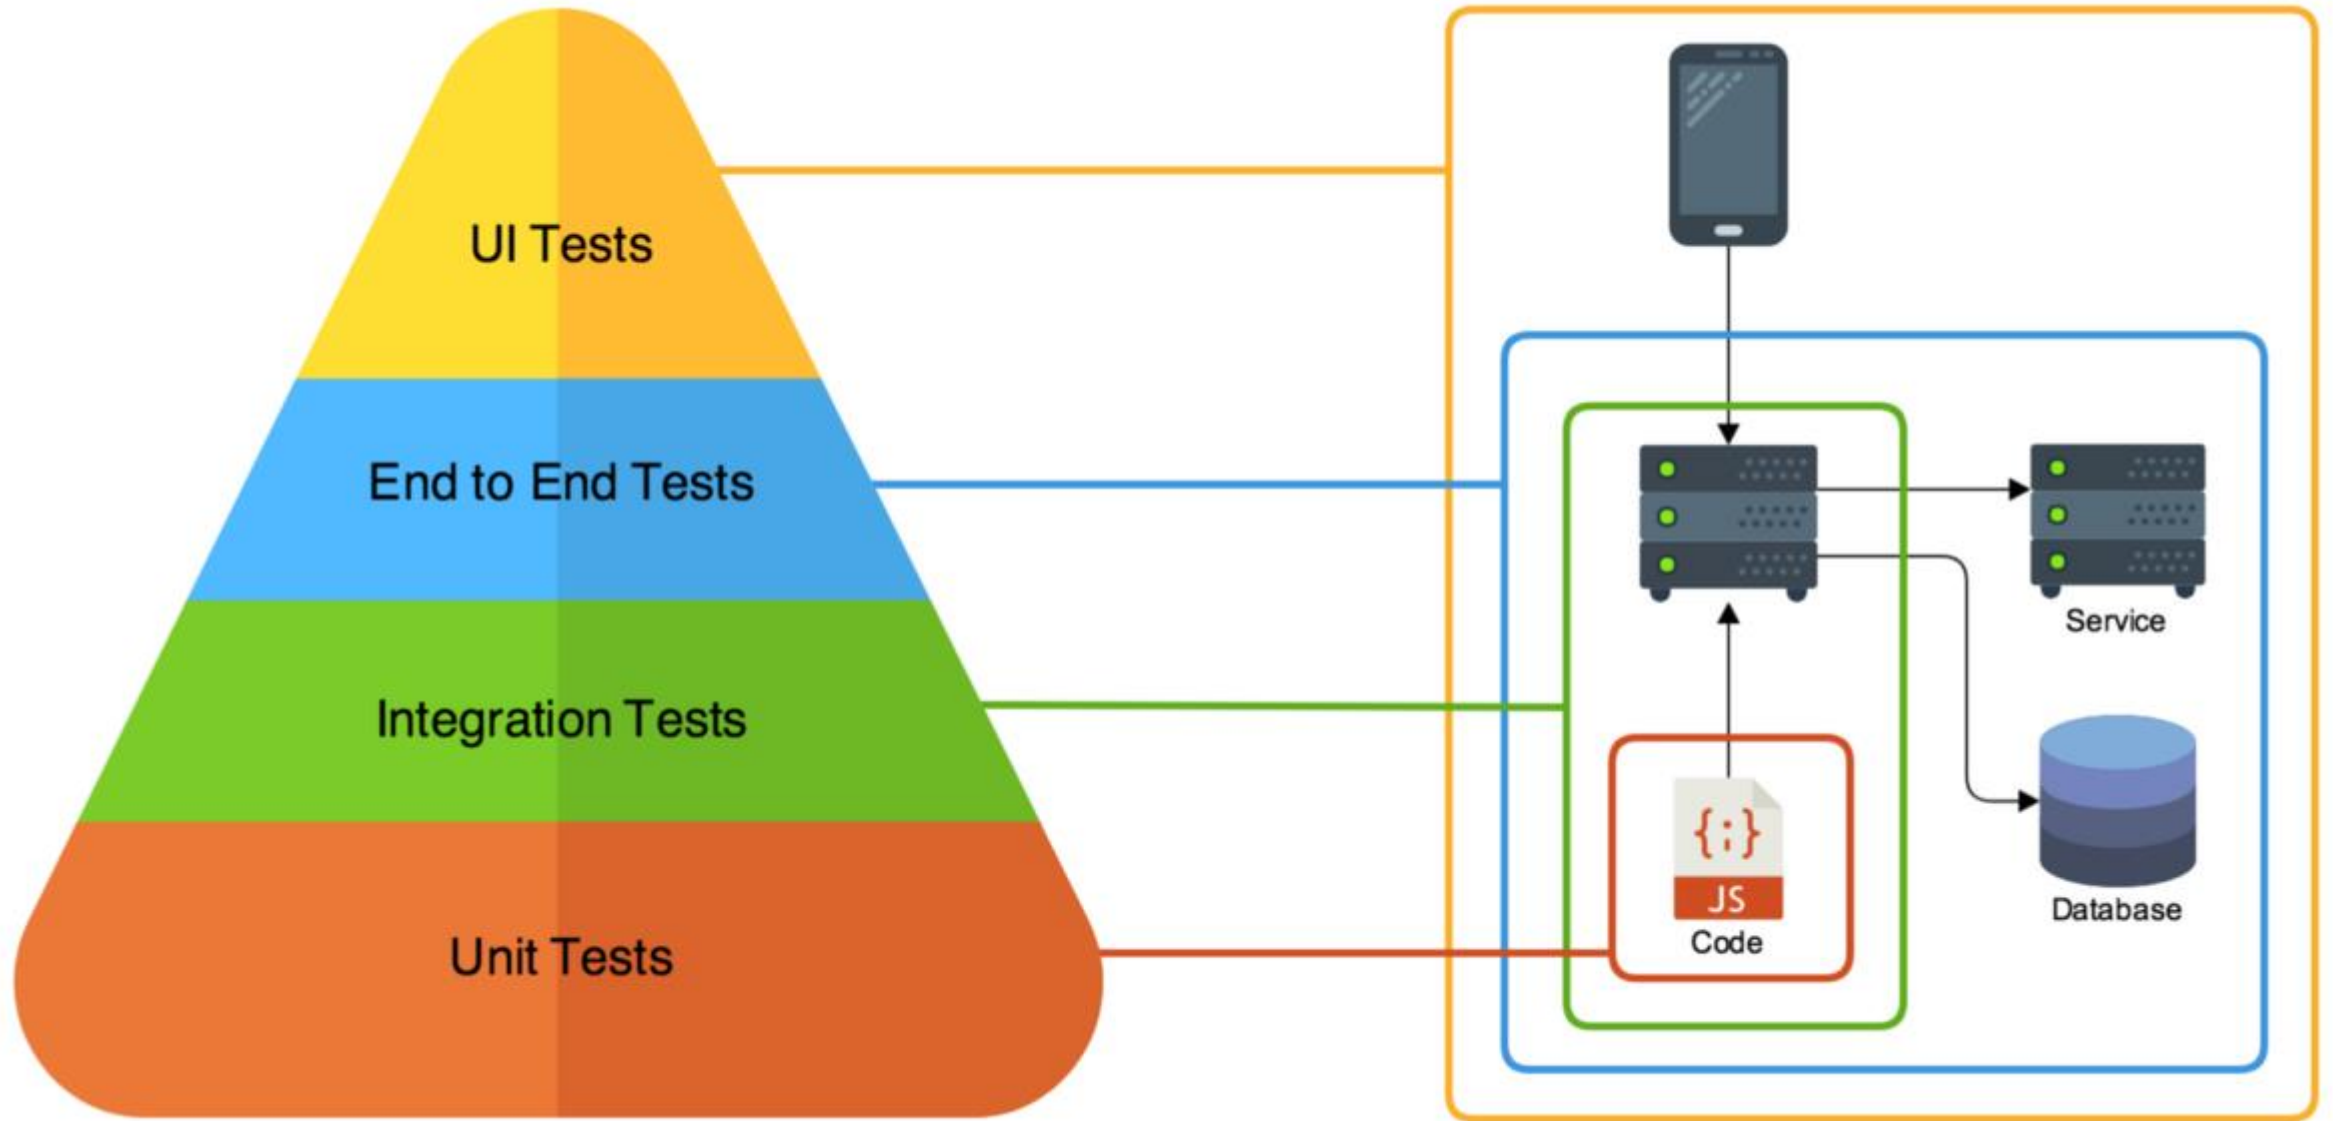 UI Tests
End to End Tests
Integration Tests
Unit Tests
Service
{;}
JS
Code
Database